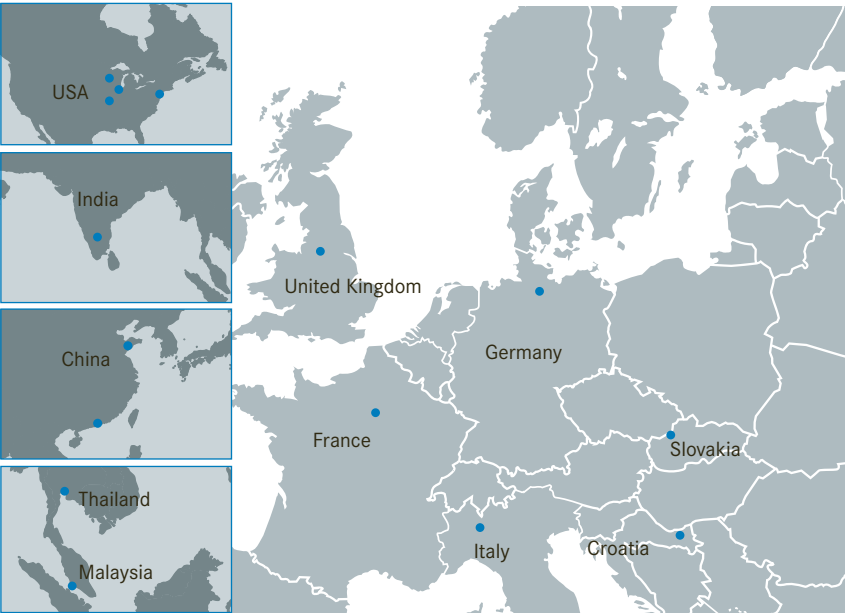 USA
India
China
Thailand
Malaysia
United Kingdom
Germany
France
Slovakia
Italy
Croatia